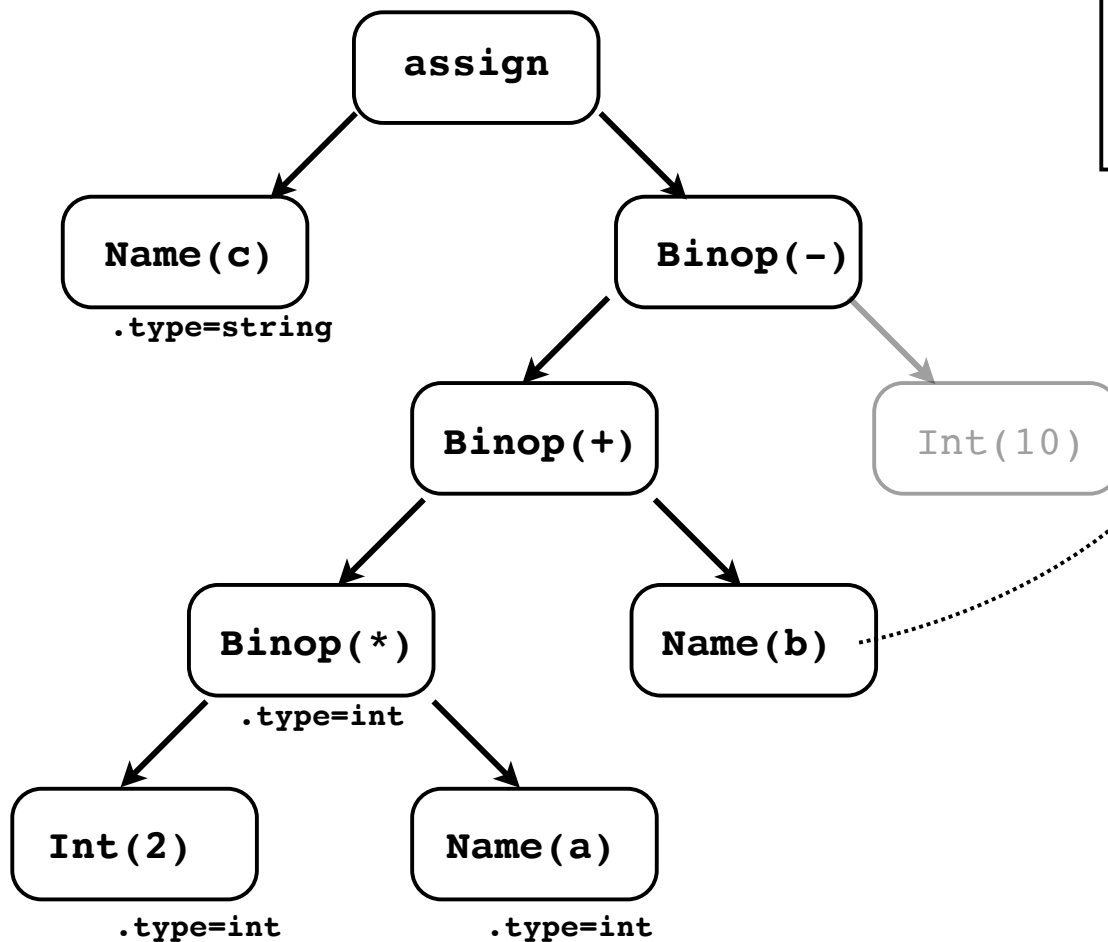 assign
Name(c)
Binop(-)
.type=string
Binop(+)
Int(10)
Binop(*)
Name(b)
.type=int
Int(2)
Name(a)
.type=int
.type=int